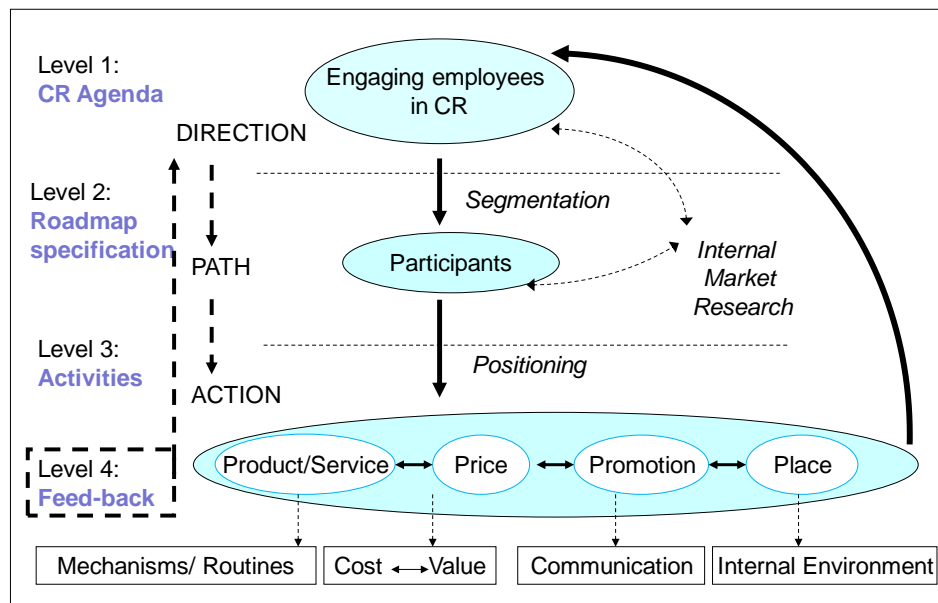 Level 1:
CR Agenda
Engaging employees
in CR
DIRECTION
Level 2:
Roadmap
specification
Segmentation
PATH
Participants
Internal
Market
Research
Level 3:
Activities
Positioning
ACTION
Level 4:
Feed-back
Product/Service
Price
Promotion
Place
Mechanisms/ Routines
Cost Value
Communication
Internal Environment